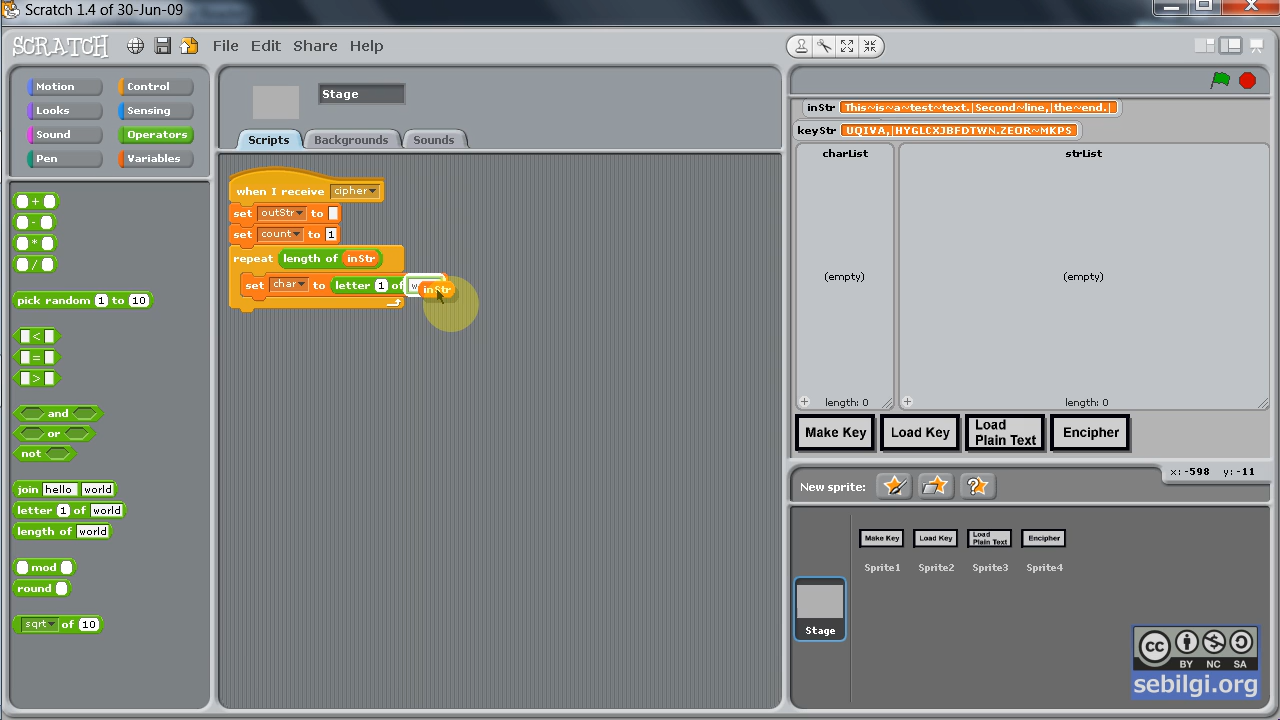 Scratch 1.4 of 30-Jun-09
SCRATCH File Edit Share Help
Motion Control
Looks Sensing
Sound Operators
Pen Variables
+
-
*
/
pick random 1 to 10
<
=
>
and
or
not
join hello world
letter 1 of world
length of world
mod
round
sqrt of 10
Stage
Scripts Backgrounds Sounds
when I receive cipher
set outStr to
set count to 1
repeat length of inStr
set char to letter 1 of w inStr
inStr This~is~a~test~text.|Second~line,|the~end.|
keyStr UQIVA,|HYGLCXJBFDTWN.ZEOR~MKPS
charList strList
(empty) (empty)
+ length: 0 + length: 0
Make Key Load Key Load Plain Text Encipher
x: -598 y: -11
New sprite:
Make Key Load Key Load Plain Text Encipher
Sprite1 Sprite2 Sprite3 Sprite4
Stage
cc BY NC SA
sebilgi.org